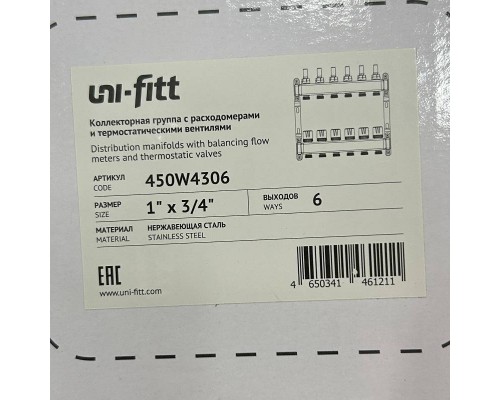 uni-fitt
Коллекторная группа с расходомерами
и термостатическими вентилями
Distribution manifolds with balancing flow
meters and thermostatic valves
АРТИКУЛ
CODE
450W4306
РАЗМЕР
SIZE
1" x 3/4"
ВЫХОДОВ
WAYS
6
МАТЕРИАЛ
MATERIAL
НЕРЖАВЕЮЩАЯ СТАЛЬ
STAINLESS STEEL
EAC
www.uni-fitt.com
4 650341 461211